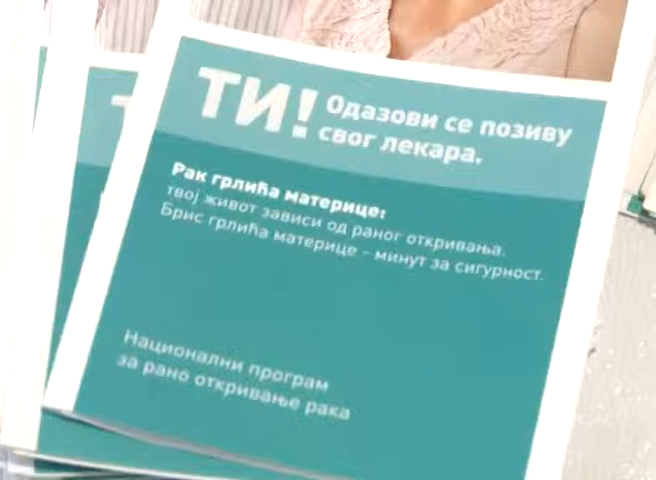 ТИ! Одазови се позиву
свог лекара.
Рак грлића материце:
твој живот зависи од раног откривања.
Брис грлића материце - минут за сигурност.
Национални програм
за рано откривање рака